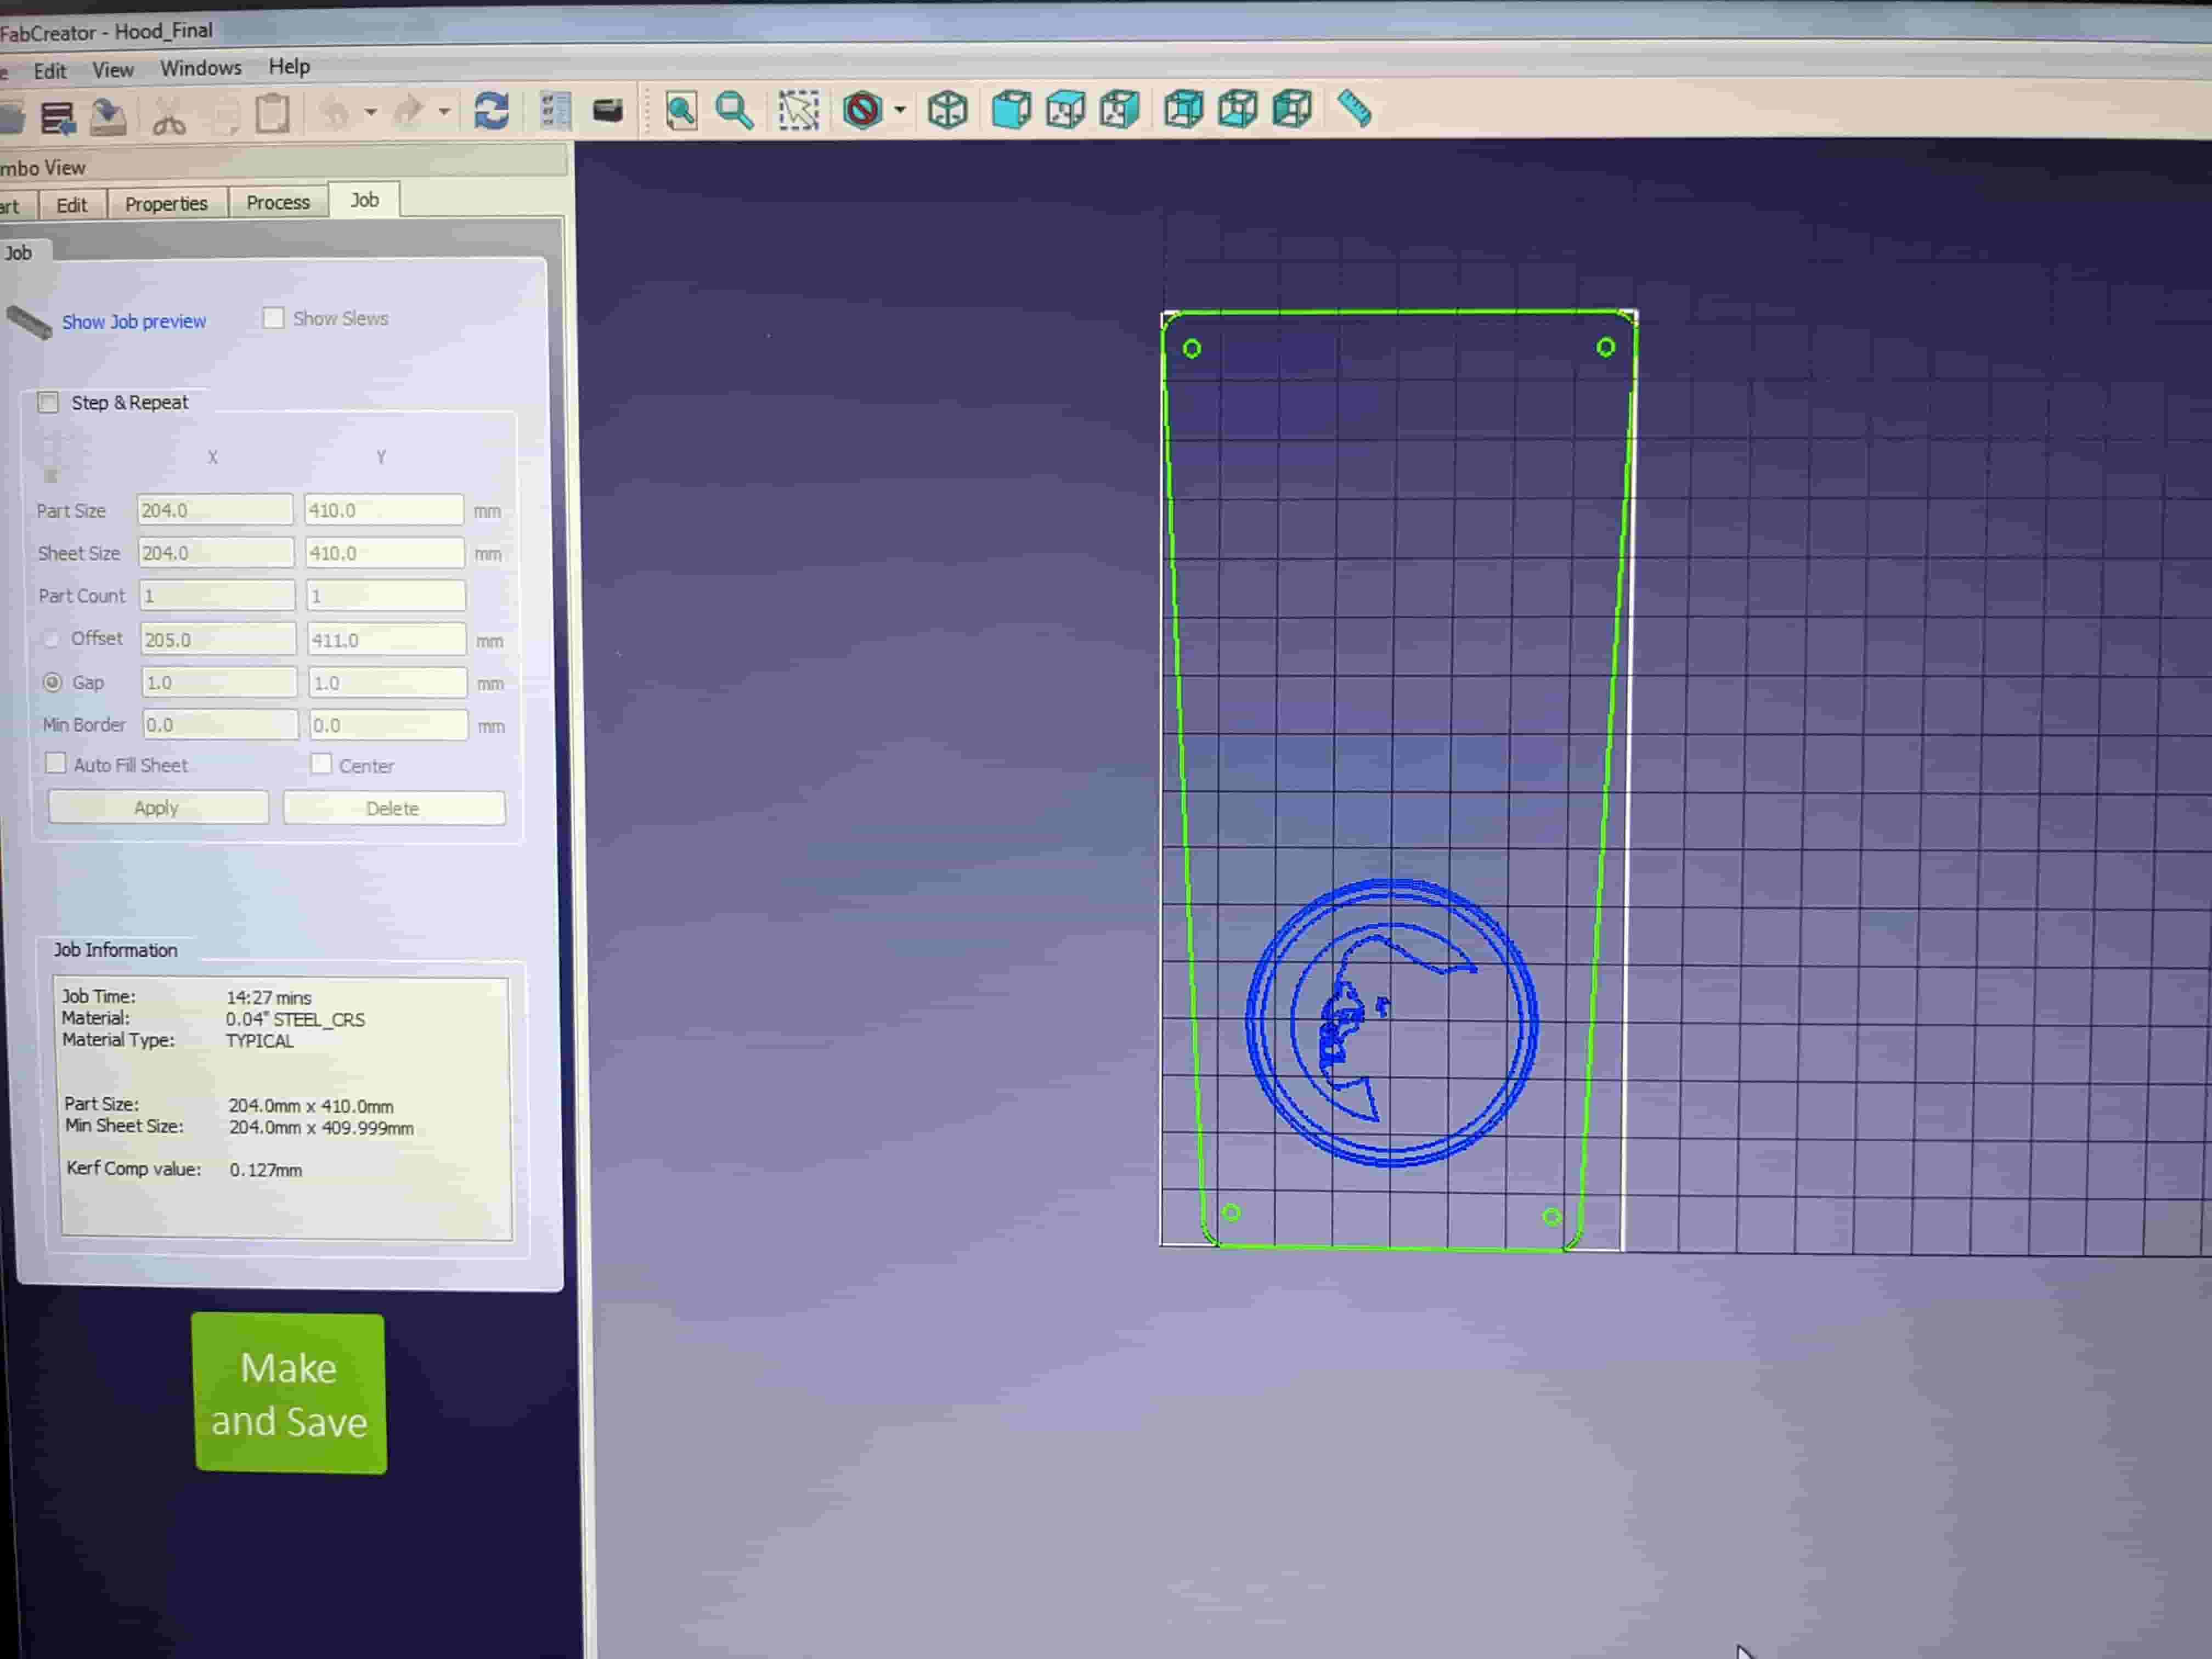 FabCreator - Hood_Final
e Edit View Windows Help
mbo View
art Edit Properties Process Job
Job
Show Job preview Show Slews
Step & Repeat
X Y
Part Size 204.0 410.0 mm
Sheet Size 204.0 410.0 mm
Part Count 1 1
Offset 205.0 411.0 mm
Gap 1.0 1.0 mm
Min Border 0.0 0.0 mm
Auto Fill Sheet Center
Apply Delete
Job Information
Job Time: 14:27 mins
Material: 0.04" STEEL_CRS
Material Type: TYPICAL
Part Size: 204.0mm x 410.0mm
Min Sheet Size: 204.0mm x 409.999mm
Kerf Comp value: 0.127mm
Make
and Save